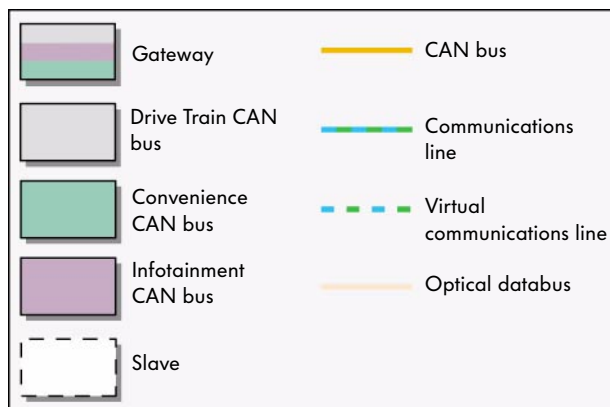 Gateway
Drive Train CAN
bus
Convenience
CAN bus
Infotainment
CAN bus
Slave
CAN bus
Communications
line
Virtual
communications line
Optical databus